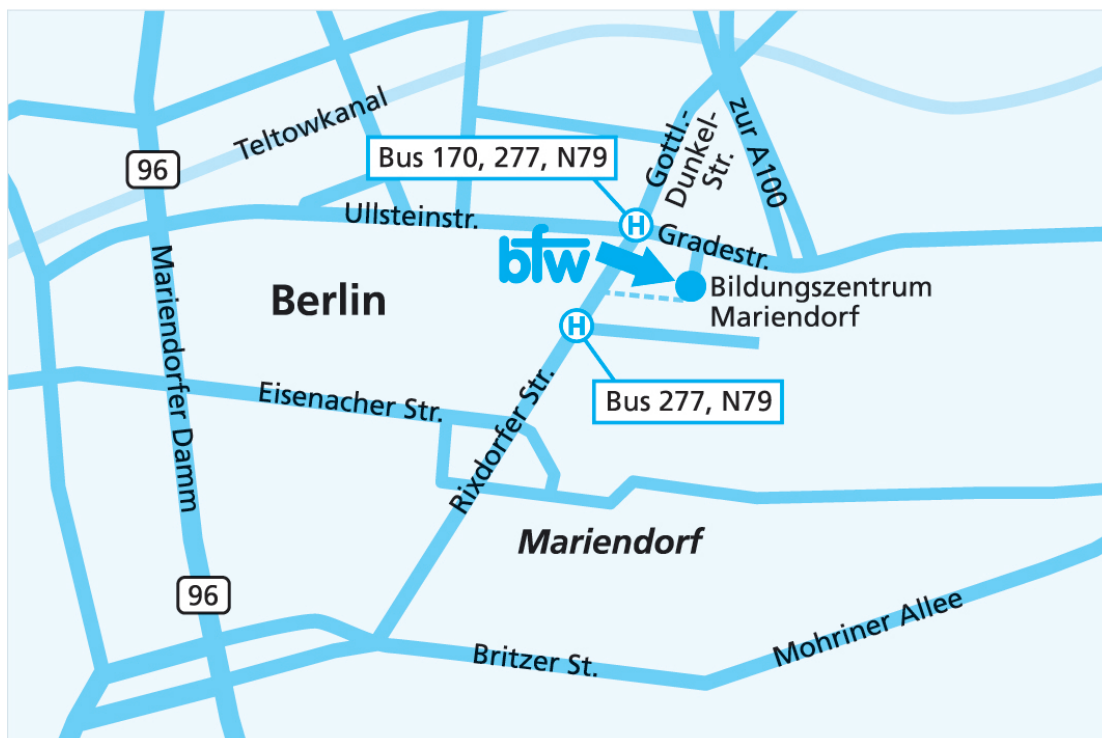 Teltowkanal
96
Bus 170, 277, N79
Gottl.-
Dunkel-
Str.
zur A100
Ullsteinstr.
H
Gradestr.
bfw
Bildungszentrum
Mariendorf
Berlin
Mariendorfer Damm
H
Eisenacher Str.
Bus 277, N79
Rixdorfer Str.
Mariendorf
96
Britzer St.
Mohriner Allee